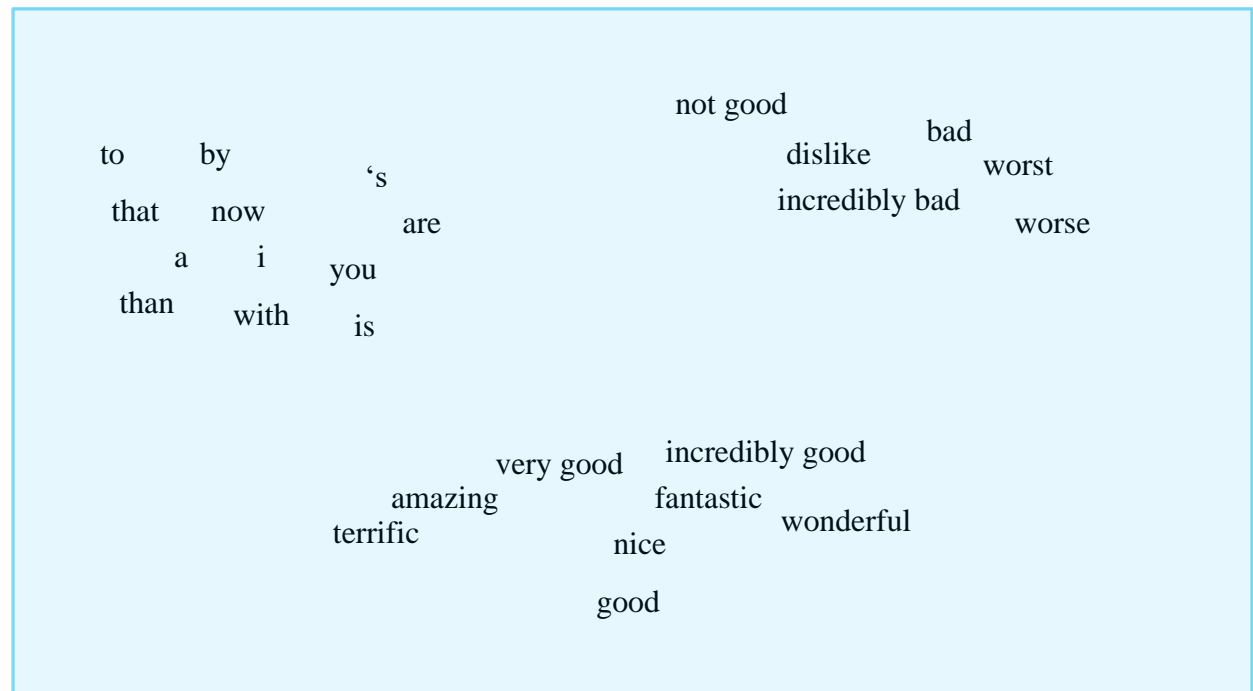 not good
bad
to by dislike worst
‘s
incredibly bad
that now are worse
a i you
than with is
very good incredibly good
amazing fantastic
terrific wonderful
nice
good